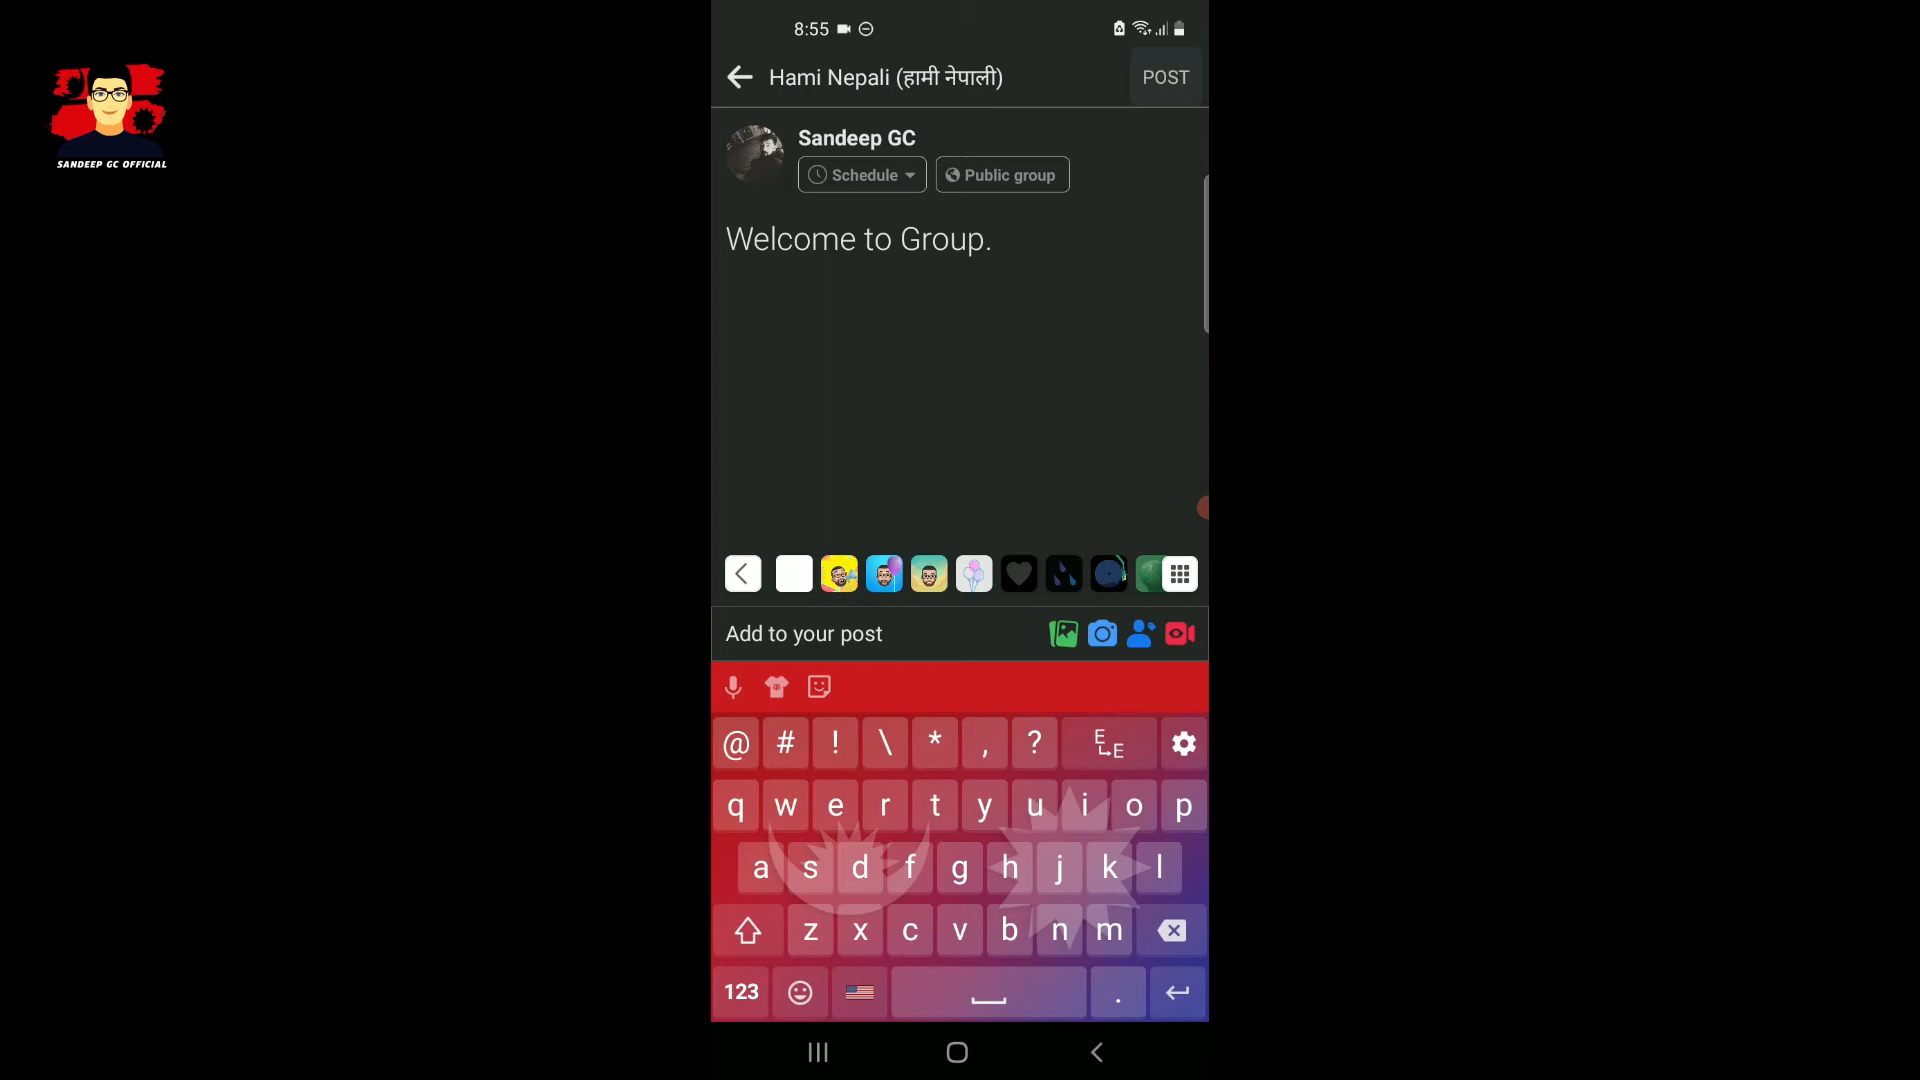 8:55
Hami Nepali (हामी नेपाली)
POST
SANDEEP GC OFFICIAL
Sandeep GC
Schedule
Public group
Welcome to Group.
Add to your post
@ # ! \ * , ? E E
q w e r t y u i o p
a s d f g h j k l
z x c v b n m
123 .